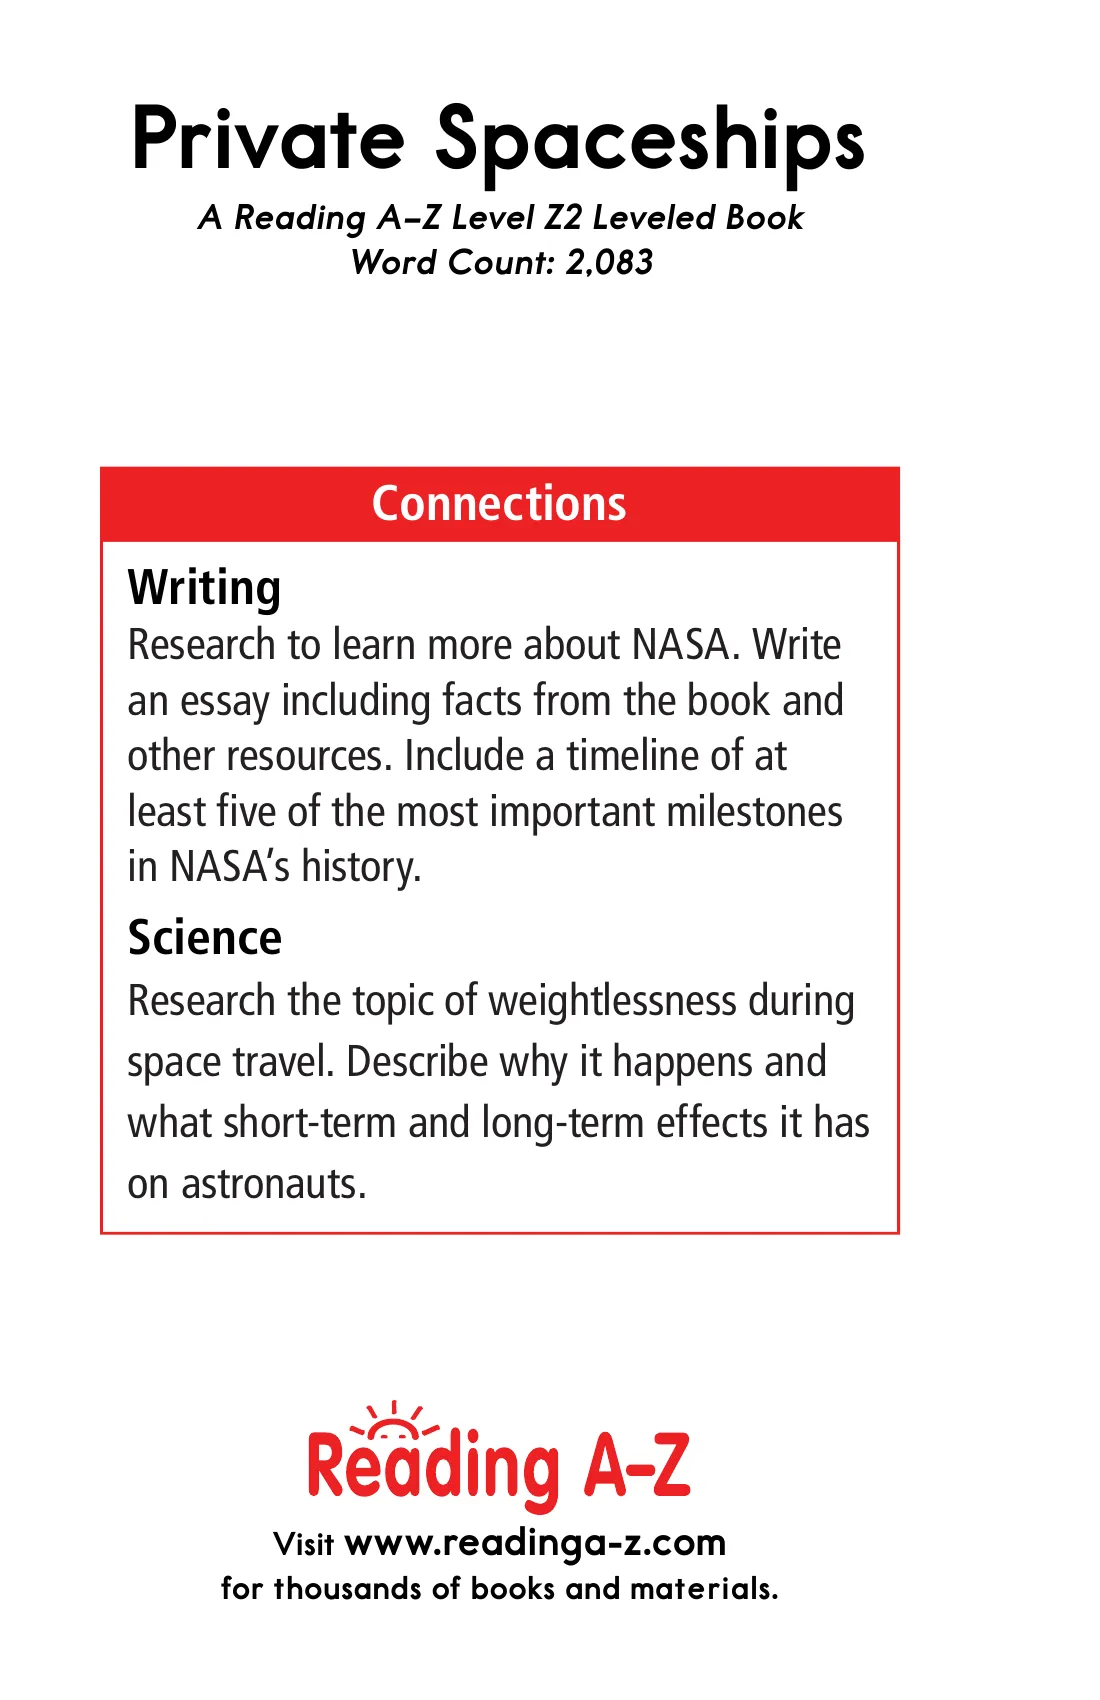 Private Spaceships
A Reading A–Z Level Z2 Leveled Book
Word Count: 2,083
Connections
Writing
Research to learn more about NASA. Write
an essay including facts from the book and
other resources. Include a timeline of at
least five of the most important milestones
in NASA’s history.
Science
Research the topic of weightlessness during
space travel. Describe why it happens and
what short-term and long-term effects it has
on astronauts.
Reading A–Z
Visit www.readinga-z.com
for thousands of books and materials.